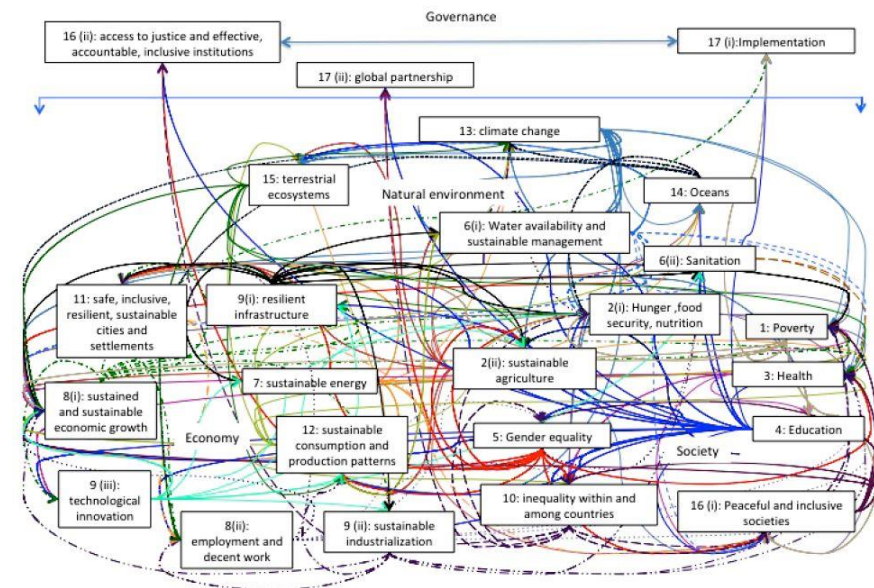 Governance
16 (ii): access to justice and effective,
accountable, inclusive institutions
17 (i):Implementation
17 (ii): global partnership
13: climate change
15: terrestrial
ecosystems
Natural environment
14: Oceans
6(i): Water availability and
sustainable management
6(ii): Sanitation
11: safe, inclusive,
resilient, sustainable
cities and
settlements
9(i): resilient
infrastructure
2(i): Hunger ,food
security, nutrition
1: Poverty
2(ii): sustainable
agriculture
3: Health
7: sustainable energy
8(i): sustained
and sustainable
economic growth
Economy
12: sustainable
consumption and
production patterns
5: Gender equality
4: Education
Society
9 (iii):
technological
innovation
10: inequality within and
among countries
16 (i): Peaceful and inclusive
societies
8(ii):
employment and
decent work
9 (ii): sustainable
industrialization